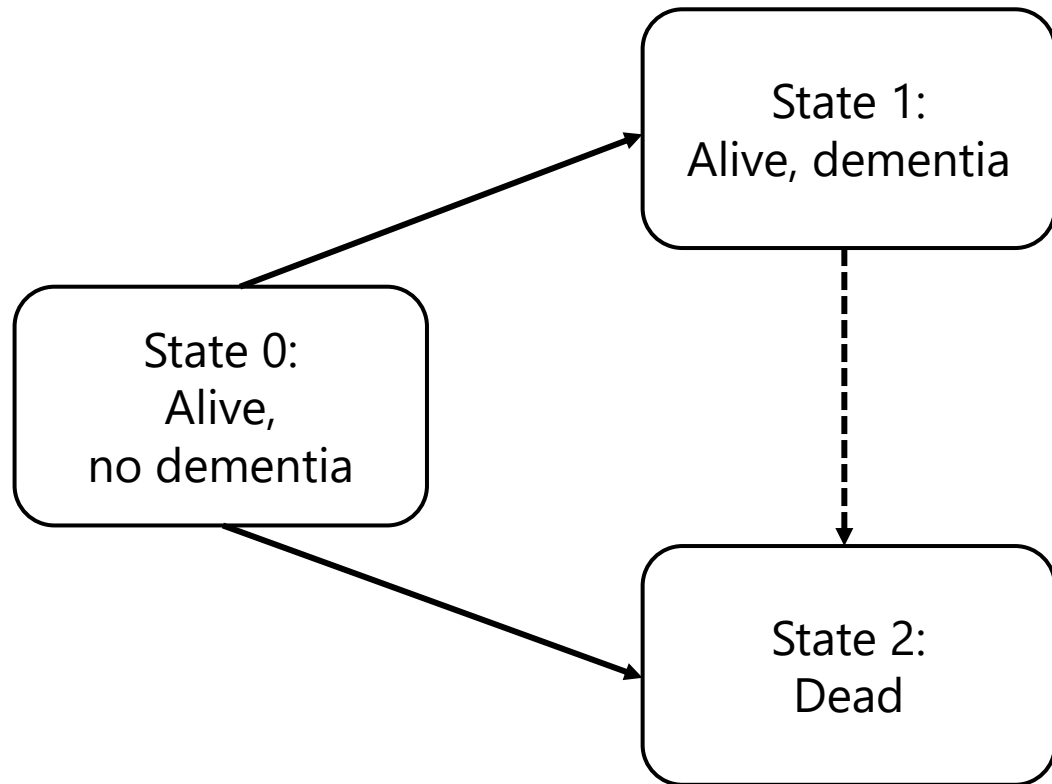 State 1:
Alive, dementia
State 0:
Alive,
no dementia
State 2:
Dead